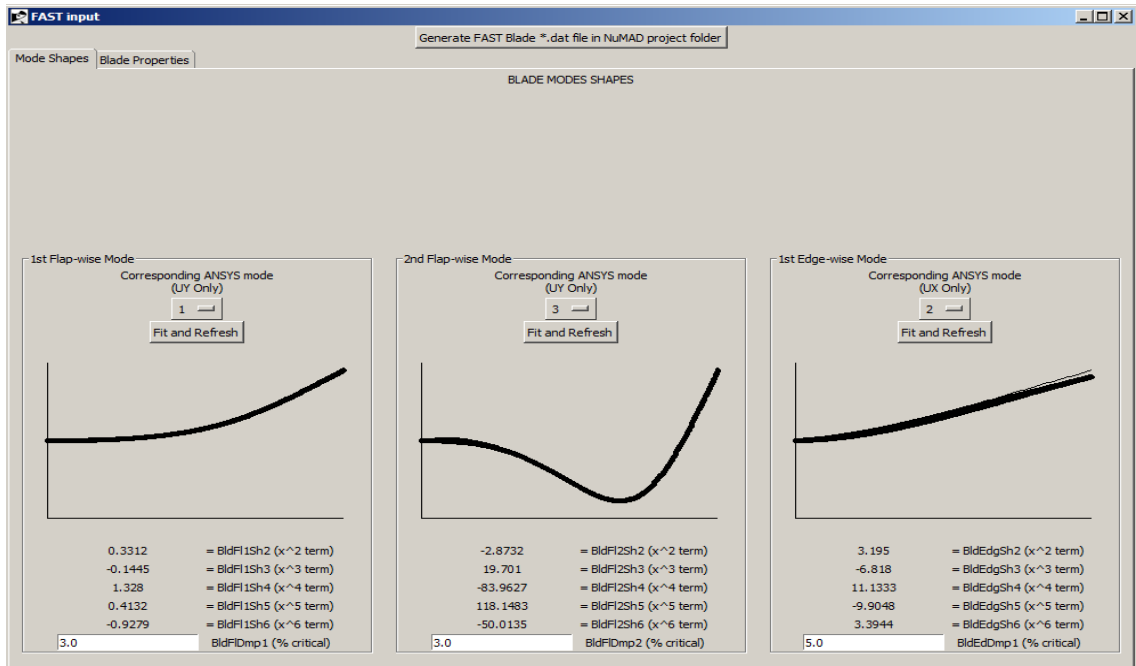 FAST input
Generate FAST Blade *.dat file in NuMAD project folder
Mode Shapes Blade Properties
BLADE MODES SHAPES
1st Flap-wise Mode
Corresponding ANSYS mode
(UY Only)
1
Fit and Refresh
0.3312 = BldFl1Sh2 (x^2 term)
-0.1445 = BldFl1Sh3 (x^3 term)
1.328 = BldFl1Sh4 (x^4 term)
0.4132 = BldFl1Sh5 (x^5 term)
-0.9279 = BldFl1Sh6 (x^6 term)
3.0 BldFlDmp1 (% critical)
2nd Flap-wise Mode
Corresponding ANSYS mode
(UY Only)
3
Fit and Refresh
-2.8732 = BldFl2Sh2 (x^2 term)
19.701 = BldFl2Sh3 (x^3 term)
-83.9627 = BldFl2Sh4 (x^4 term)
118.1483 = BldFl2Sh5 (x^5 term)
-50.0135 = BldFl2Sh6 (x^6 term)
3.0 BldFlDmp2 (% critical)
1st Edge-wise Mode
Corresponding ANSYS mode
(UX Only)
2
Fit and Refresh
3.195 = BldEdgSh2 (x^2 term)
-6.818 = BldEdgSh3 (x^3 term)
11.1333 = BldEdgSh4 (x^4 term)
-9.9048 = BldEdgSh5 (x^5 term)
3.3944 = BldEdgSh6 (x^6 term)
5.0 BldEdDmp1 (% critical)